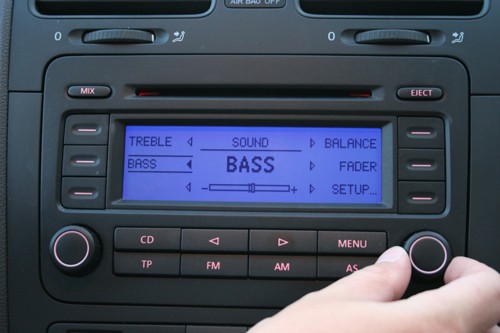 AIR BAG OFF
0 0
MIX EJECT
TREBLE SOUND BALANCE
BASS BASS FADER
- + SETUP...
CD MENU
TP FM AM AS